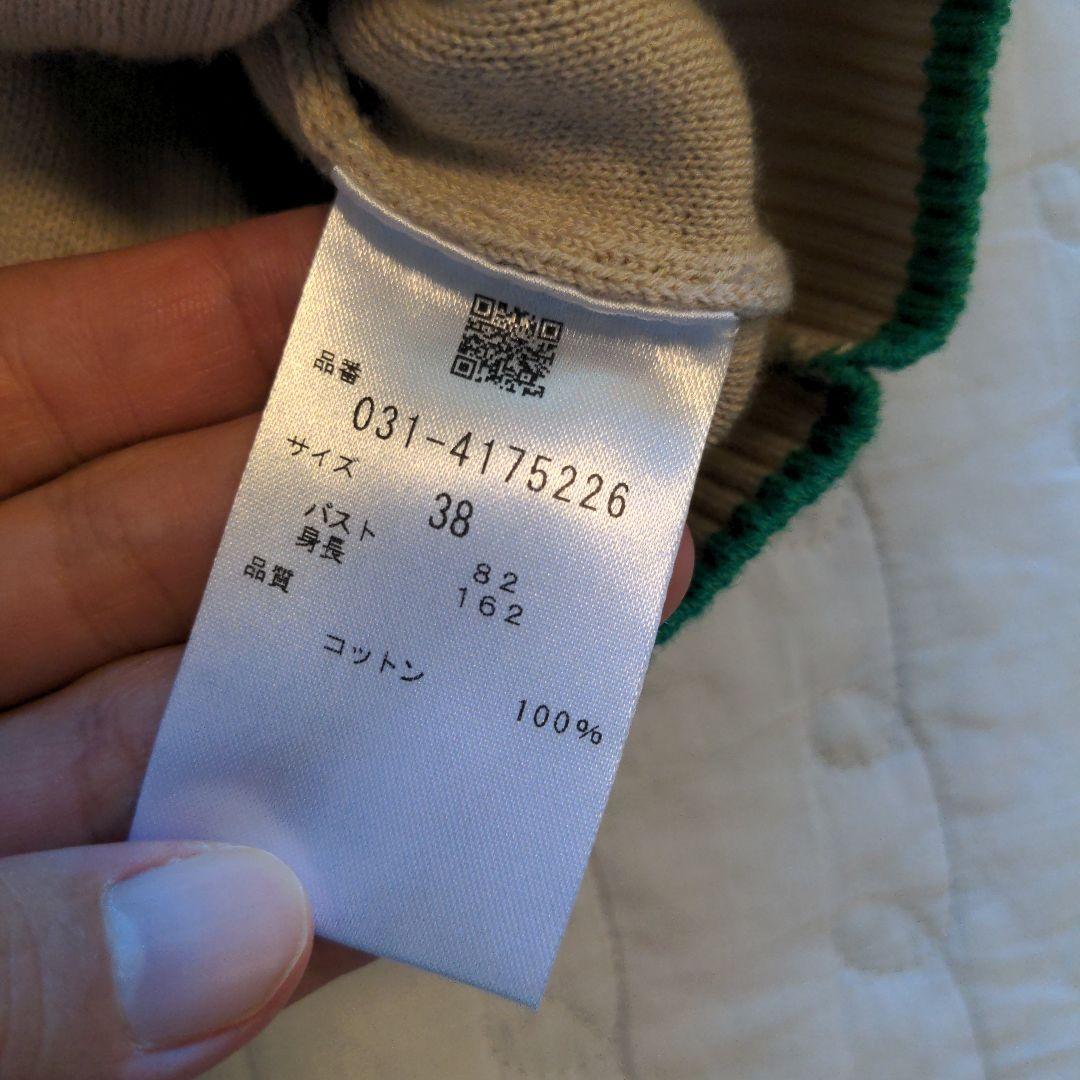 品番
031-4175226
サイズ
38
バスト 82
身長 162
品質
コットン
100%